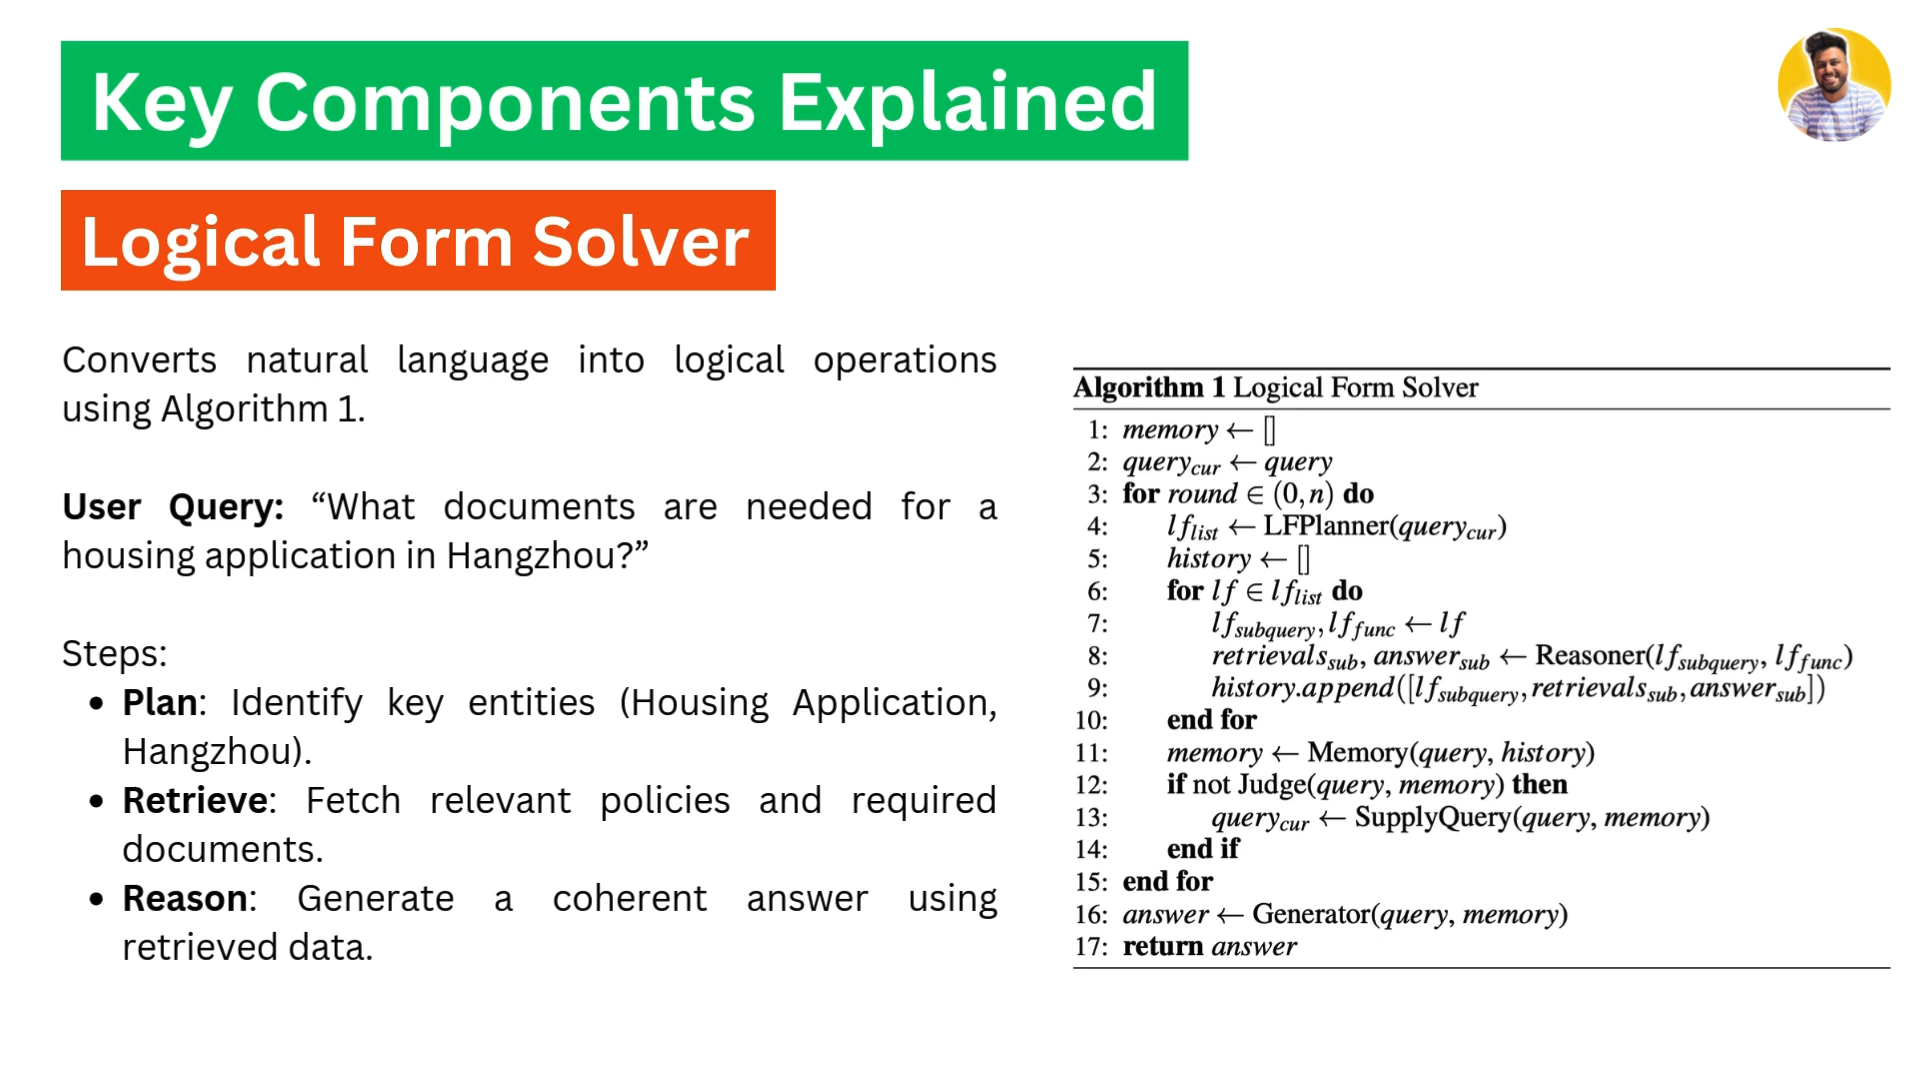 Key Components Explained
Logical Form Solver
Converts natural language into logical operations
using Algorithm 1.
User Query: “What documents are needed for a
housing application in Hangzhou?”
Steps:
• Plan: Identify key entities (Housing Application,
Hangzhou).
• Retrieve: Fetch relevant policies and required
documents.
• Reason: Generate a coherent answer using
retrieved data.
Algorithm 1 Logical Form Solver
1: memory ← []
2: query_cur ← query
3: for round ∈ (0, n) do
4: lf_list ← LFPlanner(query_cur)
5: history ← []
6: for lf ∈ lf_list do
7: lf_subquery, lf_func ← lf
8: retrievals_sub, answer_sub ← Reasoner(lf_subquery, lf_func)
9: history.append([lf_subquery, retrievals_sub, answer_sub])
10: end for
11: memory ← Memory(query, history)
12: if not Judge(query, memory) then
13: query_cur ← SupplyQuery(query, memory)
14: end if
15: end for
16: answer ← Generator(query, memory)
17: return answer